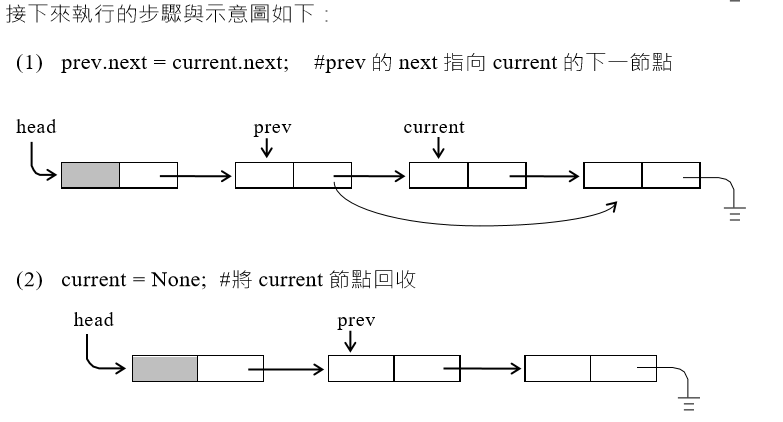 接下來執行的步驟與示意圖如下：
(1) prev.next = current.next; #prev 的 next 指向 current 的下一節點
head prev current
(2) current = None; #將 current 節點回收
head prev